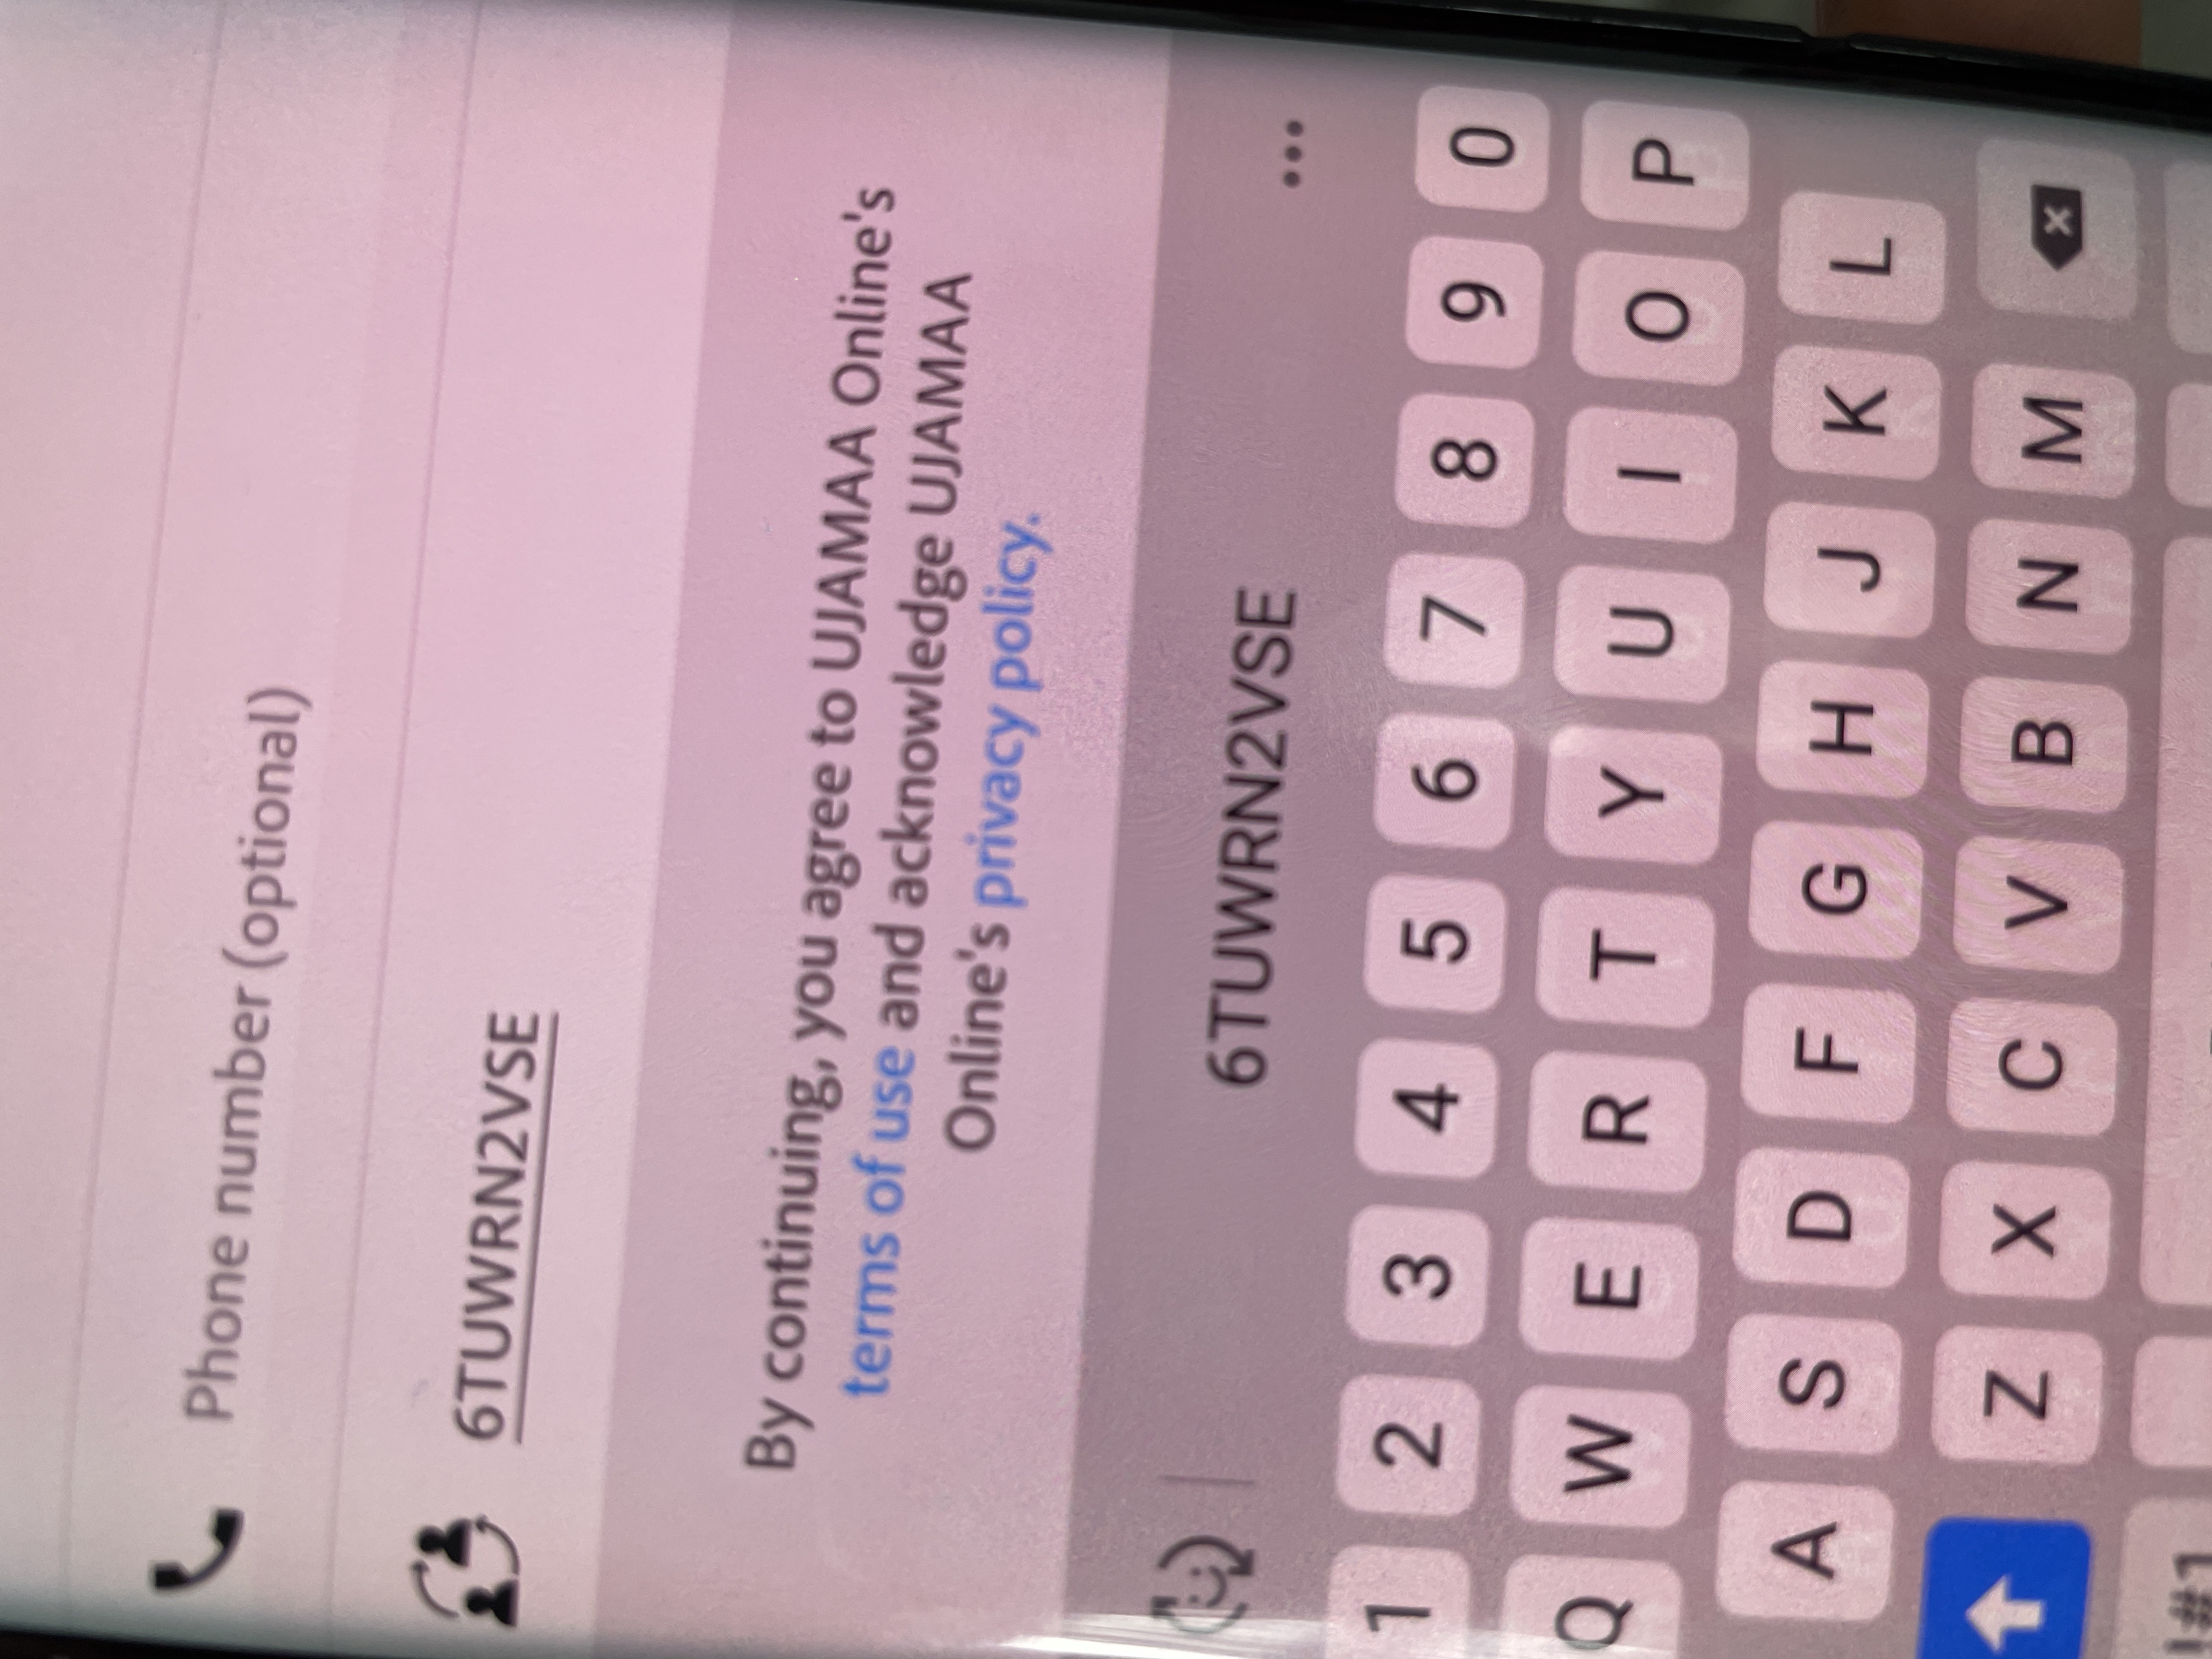 Phone number (optional)
6TUWRN2VSE
By continuing, you agree to UJAMAA Online's
terms of use and acknowledge UJAMAA
Online's privacy policy.
6TUWRN2VSE
1 2 3 4 5 6 7 8 9 0
Q W E R T Y U I O P
A S D F G H J K L
Z X C V B N M
!#1